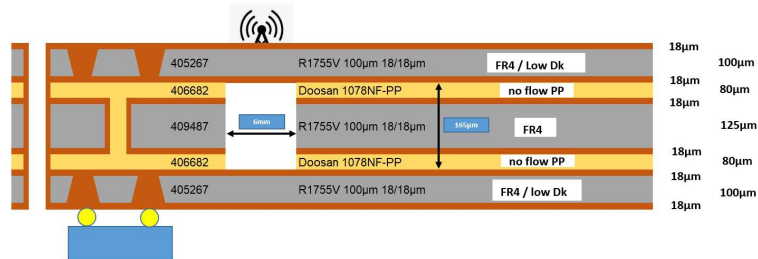 18µm
405267 R1755V 100µm 18/18µm FR4 / Low Dk 100µm
18µm
406682 Doosan 1078NF-PP no flow PP 80µm
18µm
6mm 165µm
409487 R1755V 100µm 18/18µm FR4 125µm
18µm
406682 Doosan 1078NF-PP no flow PP 80µm
18µm
405267 R1755V 100µm 18/18µm FR4 / low Dk 100µm
18µm